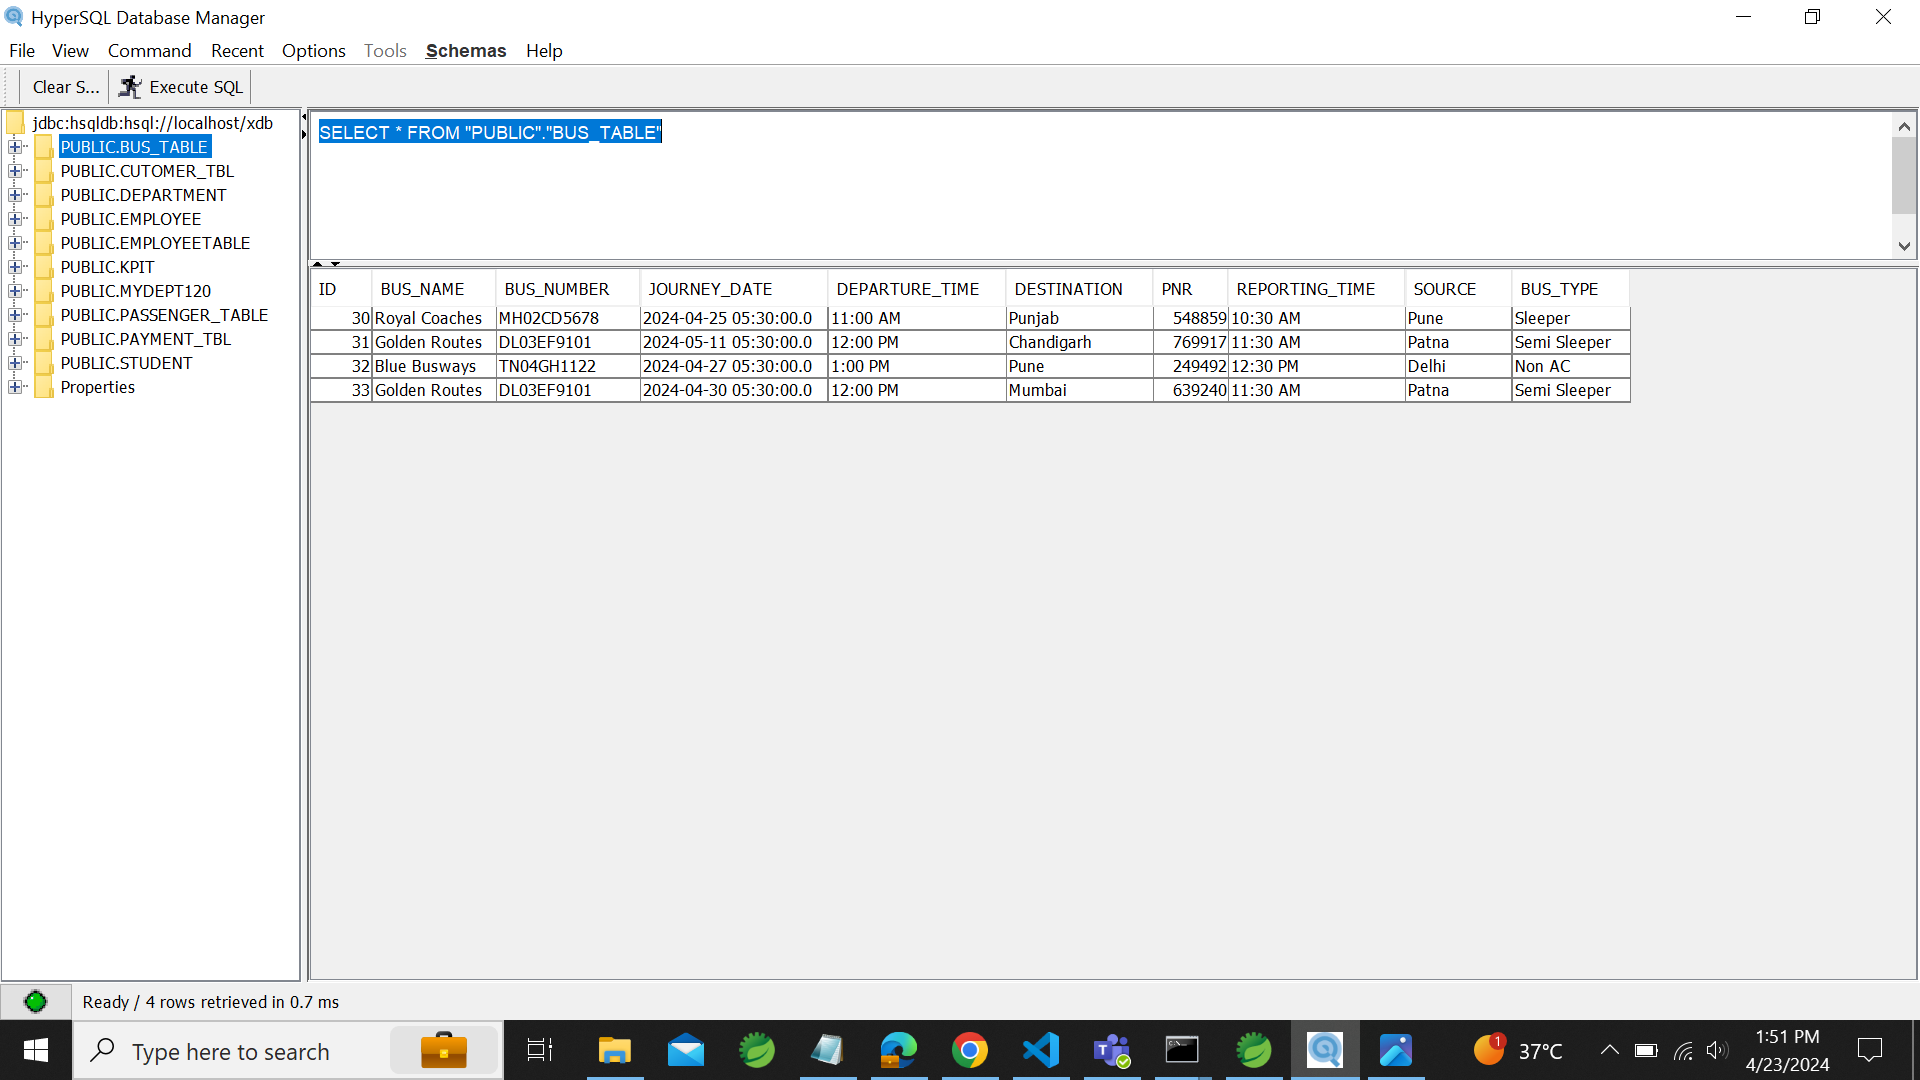 HyperSQL Database Manager
File View Command Recent Options Tools Schemas Help
Clear S... Execute SQL
jdbc:hsqldb:hsql://localhost/xdb
PUBLIC.BUS_TABLE
PUBLIC.CUTOMER_TBL
PUBLIC.DEPARTMENT
PUBLIC.EMPLOYEE
PUBLIC.EMPLOYEETABLE
PUBLIC.KPIT
PUBLIC.MYDEPT120
PUBLIC.PASSENGER_TABLE
PUBLIC.PAYMENT_TBL
PUBLIC.STUDENT
Properties
SELECT * FROM "PUBLIC"."BUS_TABLE"
ID BUS_NAME BUS_NUMBER JOURNEY_DATE DEPARTURE_TIME DESTINATION PNR REPORTING_TIME SOURCE BUS_TYPE
30 Royal Coaches MH02CD5678 2024-04-25 05:30:00.0 11:00 AM Punjab 548859 10:30 AM Pune Sleeper
31 Golden Routes DL03EF9101 2024-05-11 05:30:00.0 12:00 PM Chandigarh 769917 11:30 AM Patna Semi Sleeper
32 Blue Busways TN04GH1122 2024-04-27 05:30:00.0 1:00 PM Pune 249492 12:30 PM Delhi Non AC
33 Golden Routes DL03EF9101 2024-04-30 05:30:00.0 12:00 PM Mumbai 639240 11:30 AM Patna Semi Sleeper
Ready / 4 rows retrieved in 0.7 ms
Type here to search
1 37°C
1:51 PM
4/23/2024